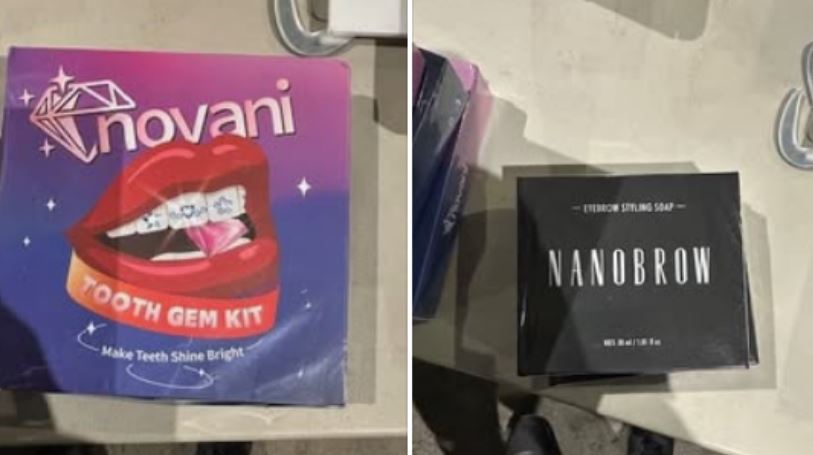 novani
TOOTH GEM KIT
Make Teeth Shine Bright
EYEBROW STYLING SOAP
NANOBROW